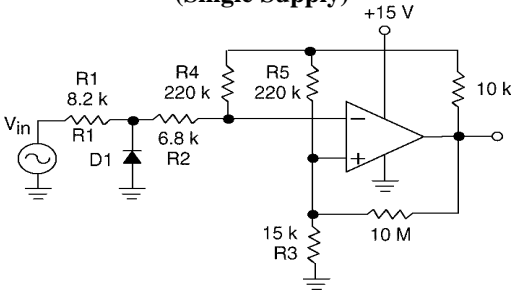 (Single Supply)
+15 V
R1
8.2 k
R1
R4
220 k
R5
220 k
10 k
Vin
D1
6.8 k
R2
−
+
15 k
R3
10 M